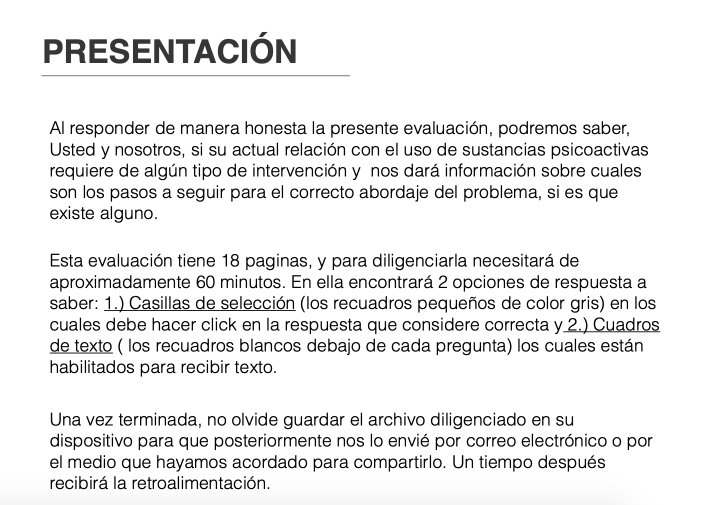 PRESENTACIÓN
Al responder de manera honesta la presente evaluación, podremos saber,
Usted y nosotros, si su actual relación con el uso de sustancias psicoactivas
requiere de algún tipo de intervención y  nos dará información sobre cuales
son los pasos a seguir para el correcto abordaje del problema, si es que
existe alguno.
Esta evaluación tiene 18 paginas, y para diligenciarla necesitará de
aproximadamente 60 minutos. En ella encontrará 2 opciones de respuesta a
saber: 1.) Casillas de selección (los recuadros pequeños de color gris) en los
cuales debe hacer click en la respuesta que considere correcta y 2.) Cuadros
de texto ( los recuadros blancos debajo de cada pregunta) los cuales están
habilitados para recibir texto.
Una vez terminada, no olvide guardar el archivo diligenciado en su
dispositivo para que posteriormente nos lo envié por correo electrónico o por
el medio que hayamos acordado para compartirlo. Un tiempo después
recibirá la retroalimentación.